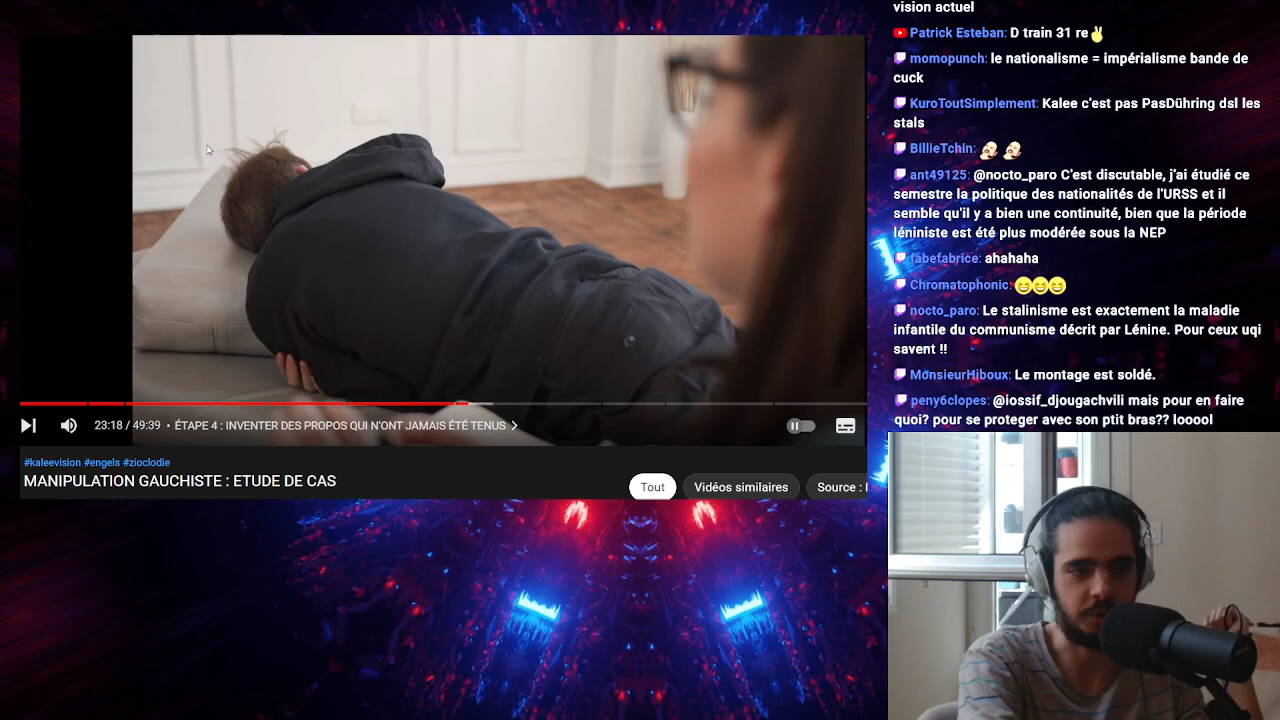 23:18 / 49:39 • ÉTAPE 4 : INVENTER DES PROPOS QUI N'ONT JAMAIS ÉTÉ TENUS
#kaleevision #engels #zioclodie
MANIPULATION GAUCHISTE : ETUDE DE CAS
Tout
Vidéos similaires
Source :
vision actuel
Patrick Esteban: D train 31 re✌
momopunch: le nationalisme = impérialisme bande de
cuck
KuroToutSimplement: Kalee c'est pas PasDühring dsl les
stals
BillieTchin:
ant49125: @nocto_paro C'est discutable, j'ai étudié ce
semestre la politique des nationalités de l'URSS et il
semble qu'il y a bien une continuité, bien que la période
léniniste est été plus modérée sous la NEP
fabefabrice: ahahaha
Chromatophonic: 😆😆😆
nocto_paro: Le stalinisme est exactement la maladie
infantile du communisme décrit par Lénine. Pour ceux uqi
savent !!
MonsieurHiboux: Le montage est soldé.
peny6clopes: @iossif_djougachvili mais pour en faire
quoi? pour se proteger avec son ptit bras?? looool